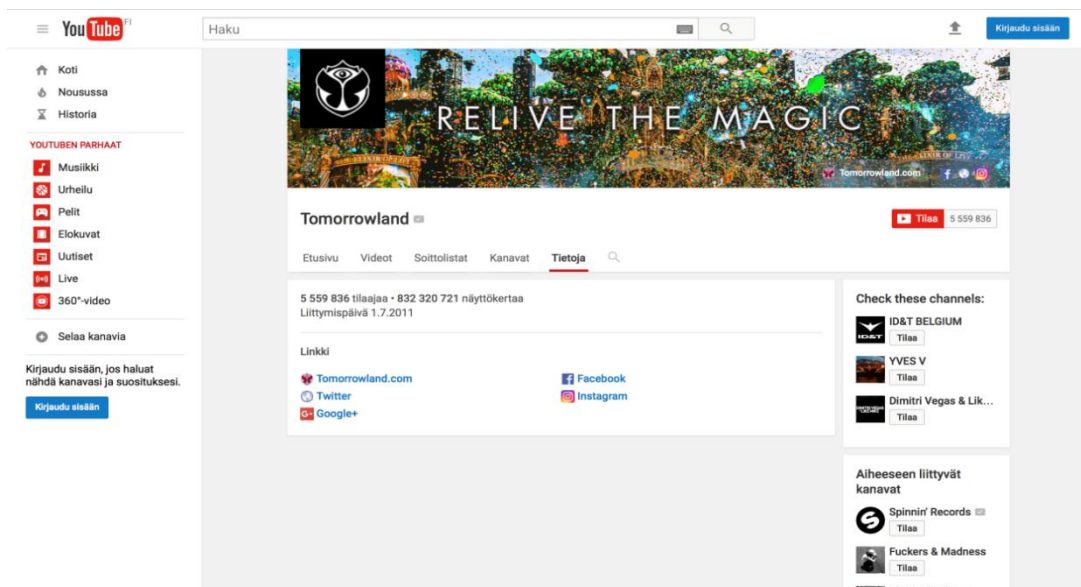 YouTube FI
Haku
Kirjaudu sisään
Koti
Nousussa
Historia
YOUTUBEN PARHAAT
Musiikki
Urheilu
Pelit
Elokuvat
Uutiset
Live
360°-video
Selaa kanavia
Kirjaudu sisään, jos haluat
nähdä kanavasi ja suosituksesi.
Kirjaudu sisään
RELIVE THE MAGIC
Tomorrowland.com
Tomorrowland
Tilaa 5 559 836
Etusivu Videot Soittolistat Kanavat Tietoja
5 559 836 tilaajaa • 832 320 721 näyttökertaa
Liittymispäivä 1.7.2011
Linkki
Tomorrowland.com
Facebook
Twitter
Instagram
G+ Google+
Check these channels:
ID&T
ID&T BELGIUM
Tilaa
YVES V
Tilaa
Dimitri Vegas & Lik...
Tilaa
Aiheeseen liittyvät
kanavat
Spinnin' Records
Tilaa
Fuckers & Madness
Tilaa